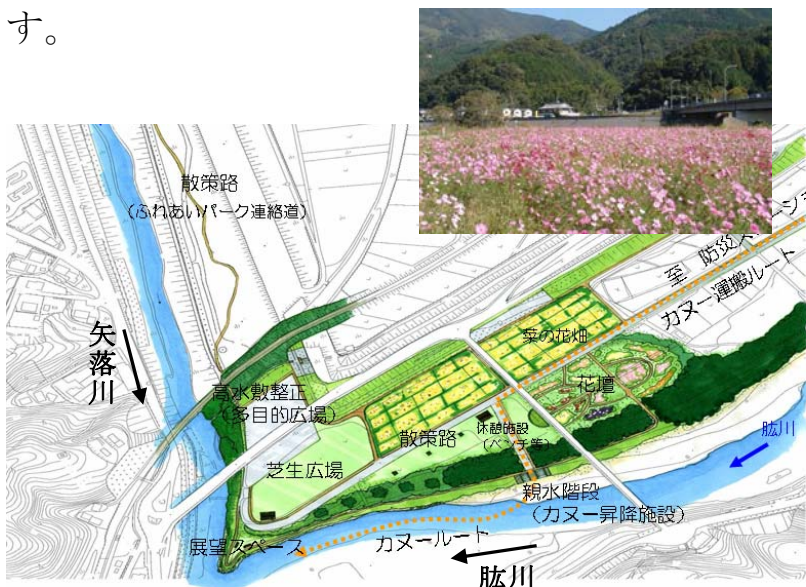 す。
散策路
（ふれあいパーク連絡道）
至 防災ステーション
カヌー運搬ルート
矢落川
菜の花畑
花壇
高水敷整正
（多目的広場）
散策路
休憩施設
（ベンチ等）
芝生広場
肱川
親水階段
（カヌー昇降施設）
展望スペース
カヌールート
肱川